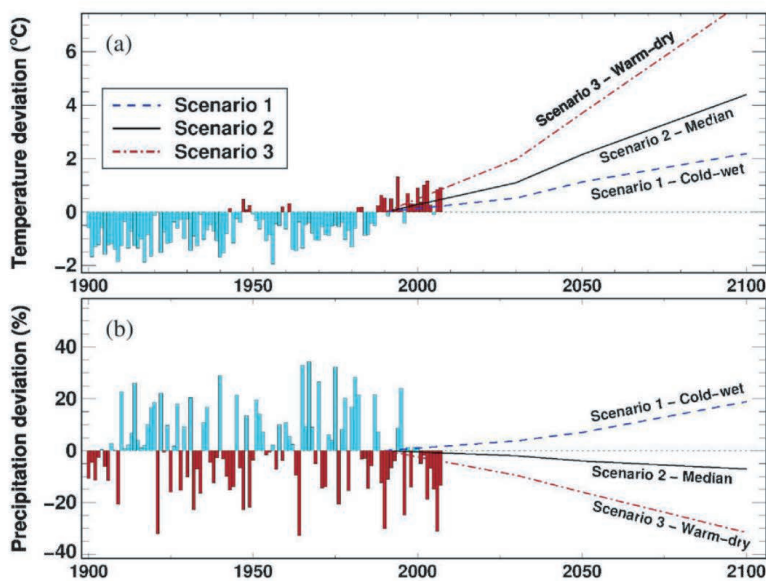 Temperature deviation (°C)
6
4
2
0
−2
(a)
Scenario 1
Scenario 2
Scenario 3
Scenario 3 – Warm–dry
Scenario 2 – Median
Scenario 1 – Cold–wet
1900
1950
2000
2050
2100
Precipitation deviation (%)
40
20
0
−20
−40
(b)
Scenario 1 – Cold–wet
Scenario 2 – Median
Scenario 3 – Warm–dry
1900
1950
2000
2050
2100